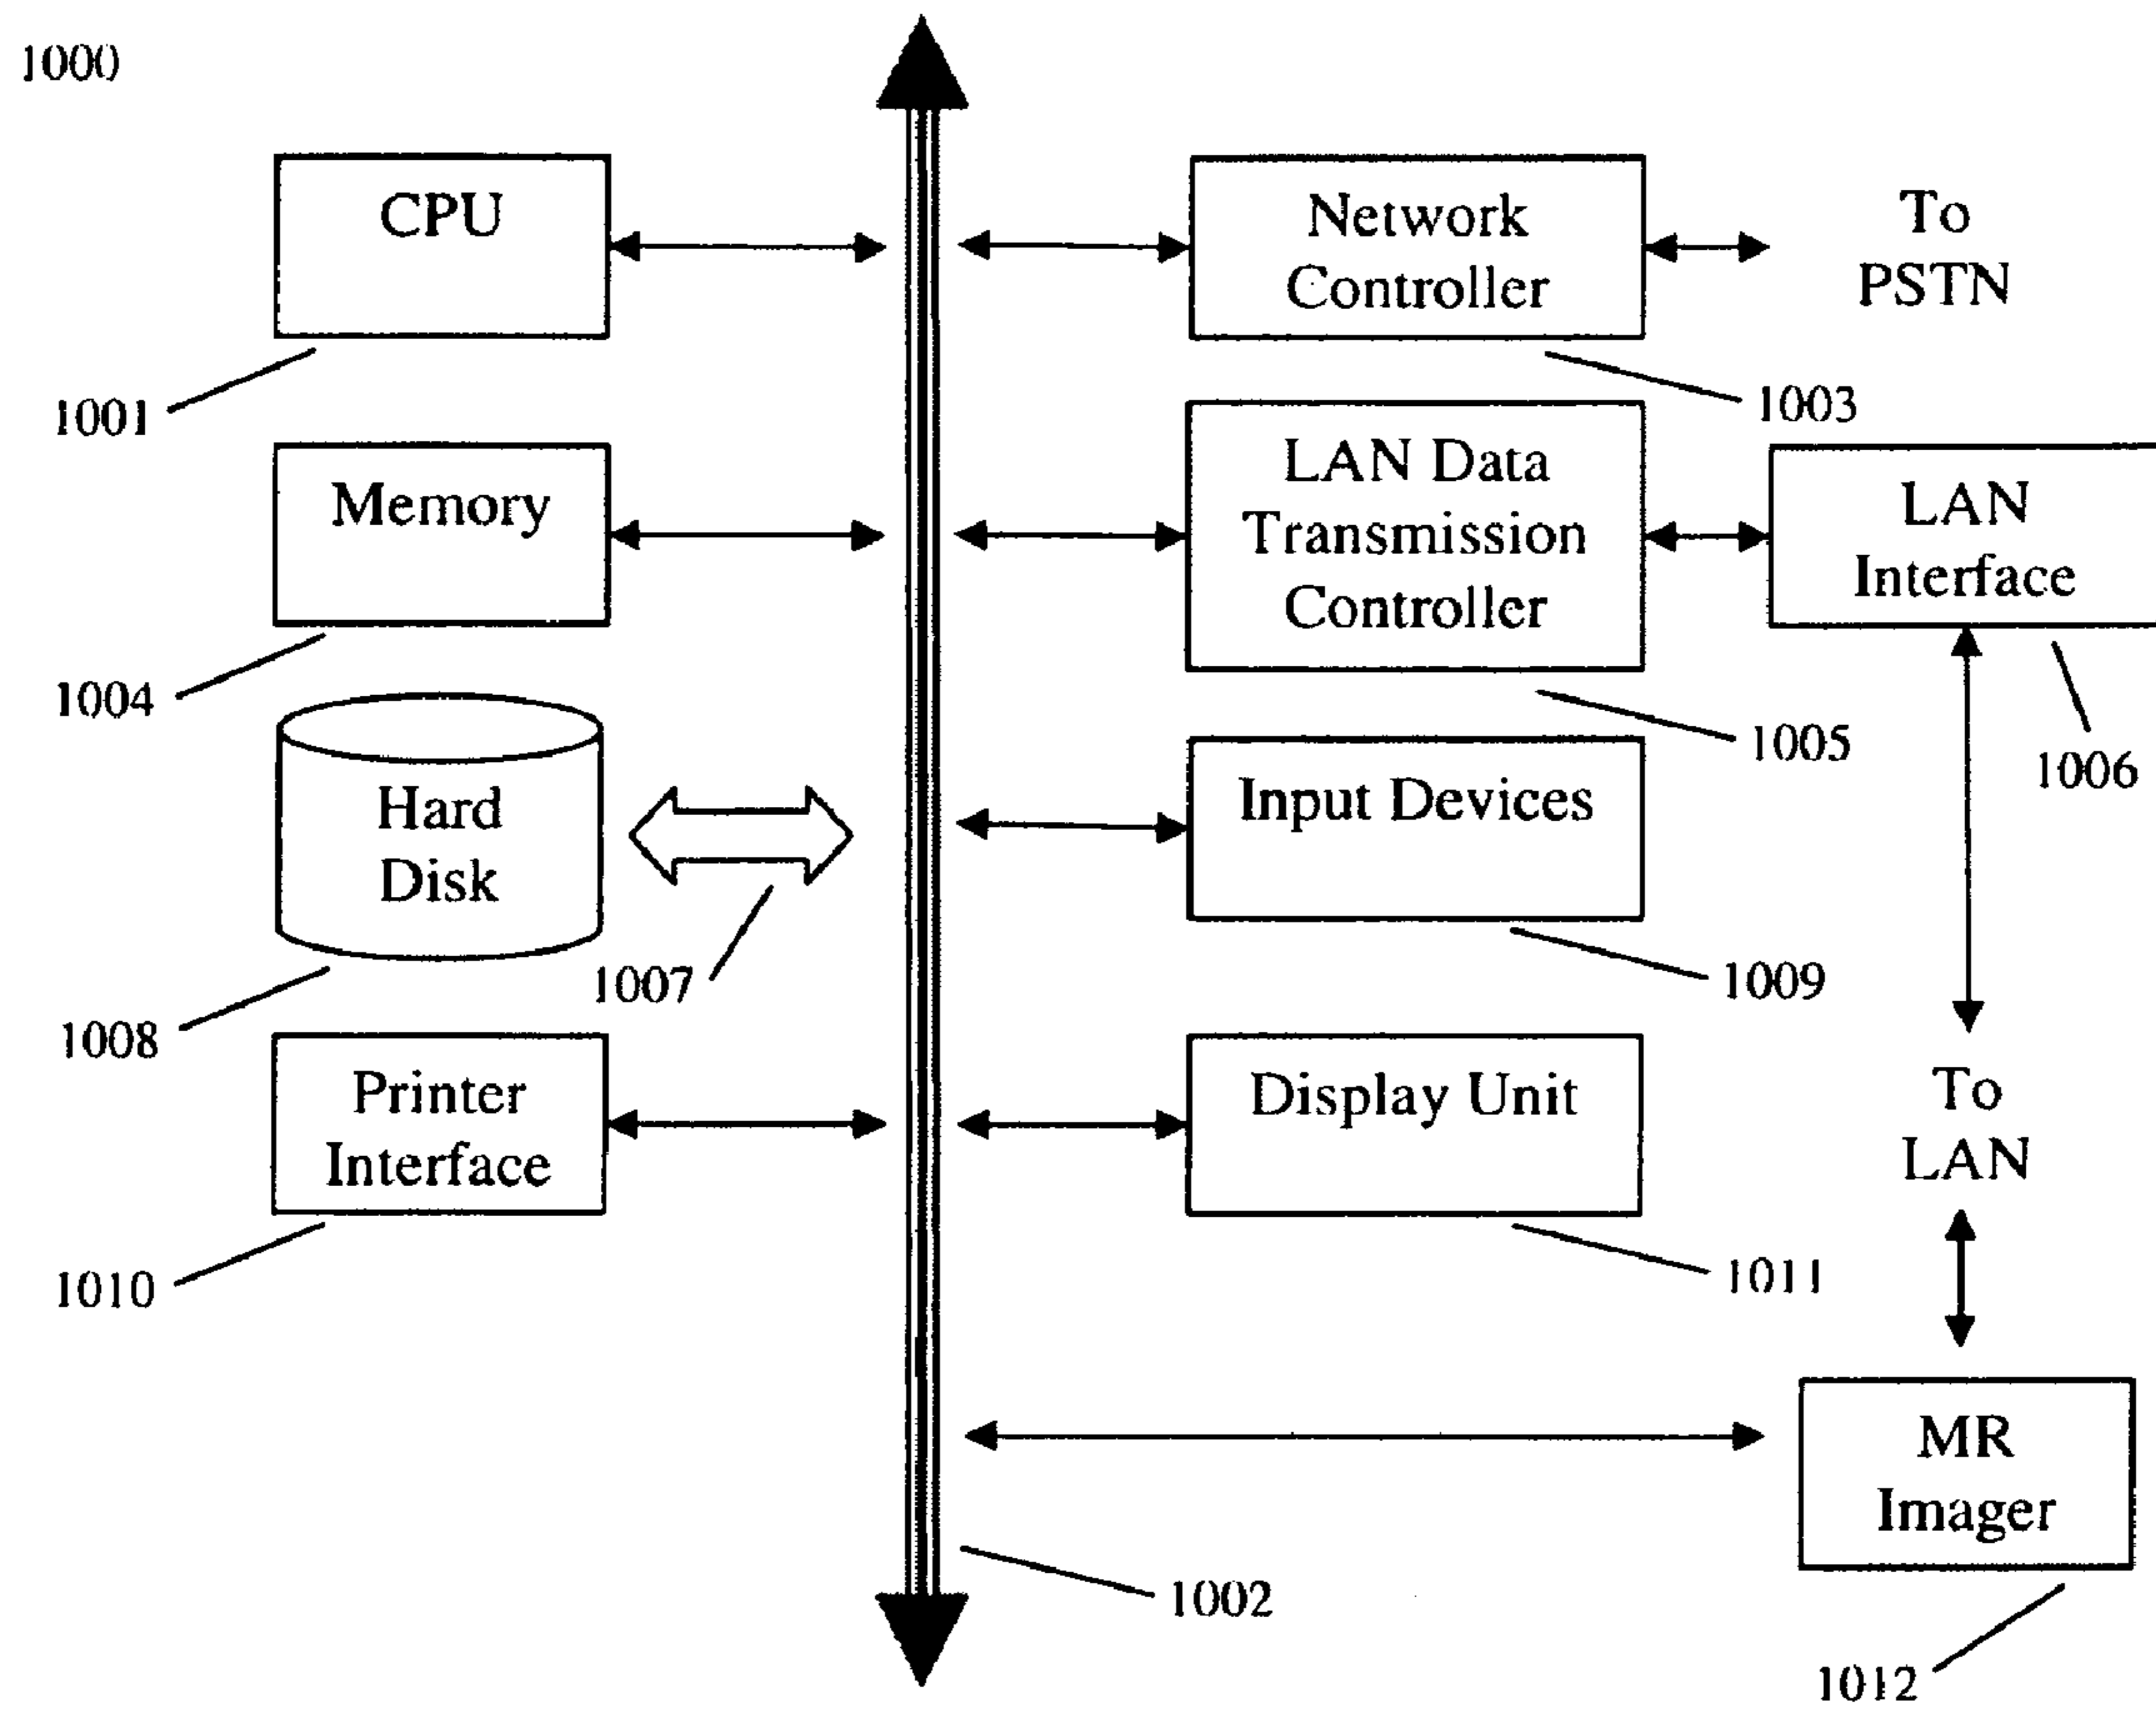 1000
CPU
1001
Network
Controller
1003
To
PSTN
Memory
1004
LAN Data
Transmission
Controller
1005
LAN
Interface
1006
Hard
Disk
1007
1008
Input Devices
1009
Printer
Interface
1010
Display Unit
1011
To
LAN
MR
Imager
1002
1012